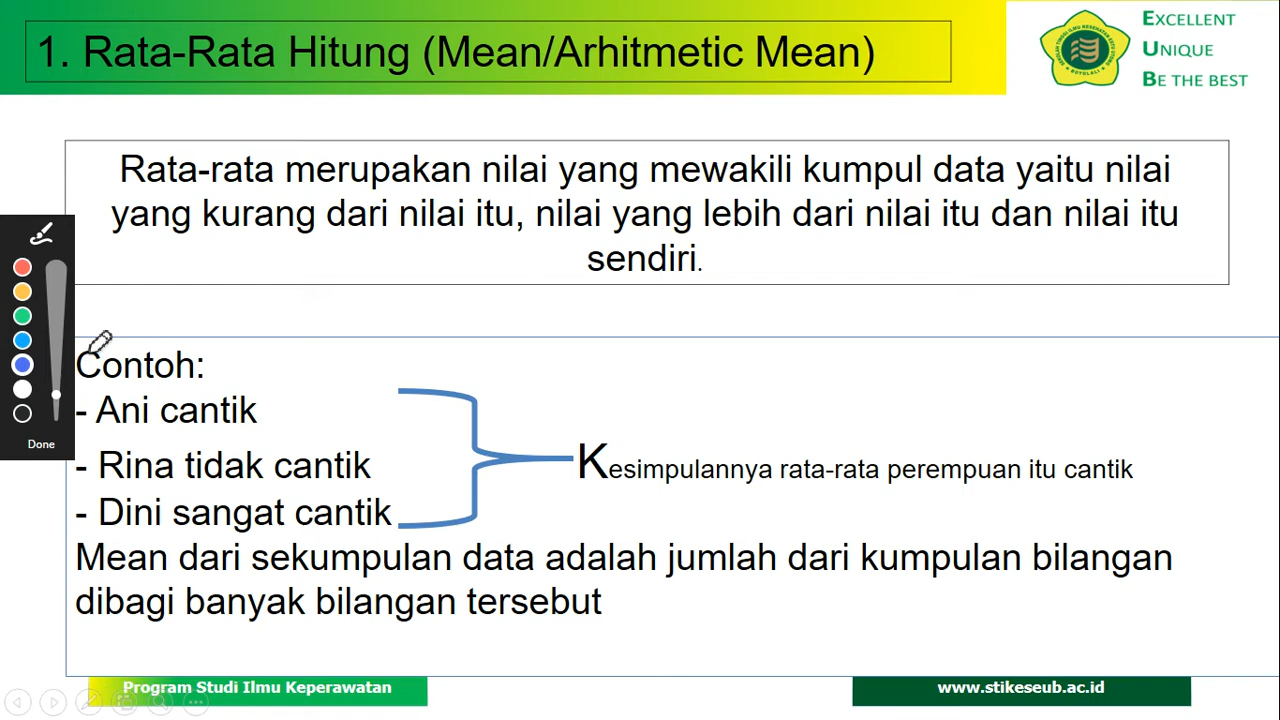 1. Rata-Rata Hitung (Mean/Arhitmetic Mean)
EXCELLENT
UNIQUE
BE THE BEST
Rata-rata merupakan nilai yang mewakili kumpul data yaitu nilai
yang kurang dari nilai itu, nilai yang lebih dari nilai itu dan nilai itu
sendiri.
Contoh:
- Ani cantik
- Rina tidak cantik
- Dini sangat cantik
Kesimpulannya rata-rata perempuan itu cantik
Mean dari sekumpulan data adalah jumlah dari kumpulan bilangan
dibagi banyak bilangan tersebut
Done
Program Studi Ilmu Keperawatan
www.stikeseub.ac.id